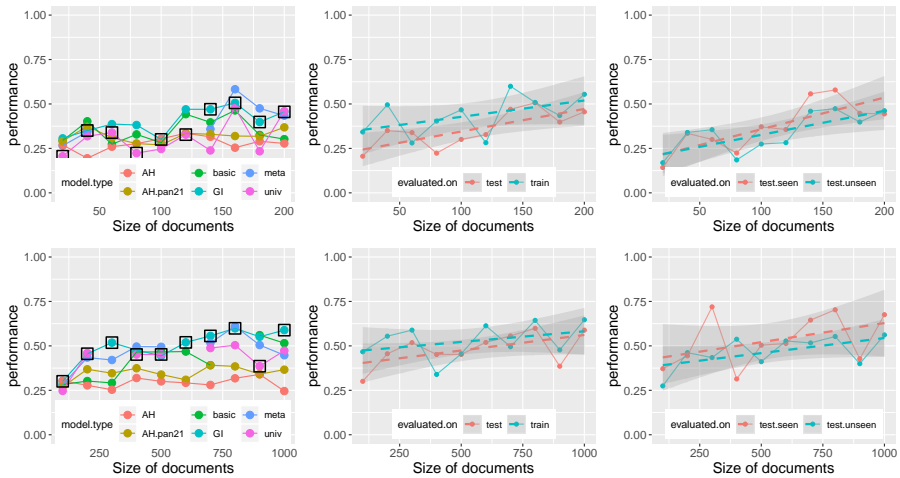 1.00
0.75
0.50
0.25
0.00
performance
model.type
AH
basic
meta
AH.pan21
GI
univ
50
100
150
200
Size of documents
1.00
0.75
0.50
0.25
0.00
performance
evaluated.on
test
train
50
100
150
200
Size of documents
1.00
0.75
0.50
0.25
0.00
performance
evaluated.on
test.seen
test.unseen
50
100
150
200
Size of documents
1.00
0.75
0.50
0.25
0.00
performance
model.type
AH
basic
meta
AH.pan21
GI
univ
250
500
750
1000
Size of documents
1.00
0.75
0.50
0.25
0.00
performance
evaluated.on
test
train
250
500
750
1000
Size of documents
1.00
0.75
0.50
0.25
0.00
performance
evaluated.on
test.seen
test.unseen
250
500
750
1000
Size of documents